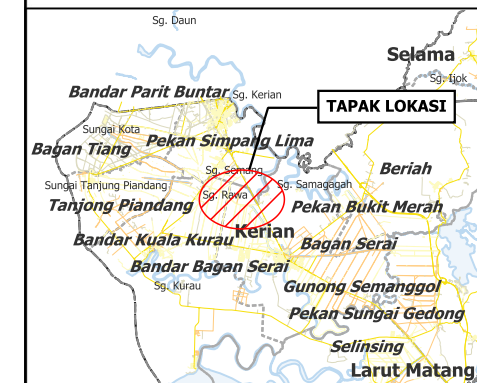 Sg. Daun
Selama
Sg. Ijok
Bandar Parit Buntar
Sg. Kerian
TAPAK LOKASI
Sungai Kota
Bagan Tiang
Pekan Simpang Lima
Sg. Semang
Beriah
Sungai Tanjung Piandang
Sg. Samagagah
Sg. Rawa
Tanjong Piandang
Pekan Bukit Merah
Kerian
Bandar Kuala Kurau
Bagan Serai
Bandar Bagan Serai
Sg. Kurau
Gunong Semanggol
Pekan Sungai Gedong
Selinsing
Larut Matang